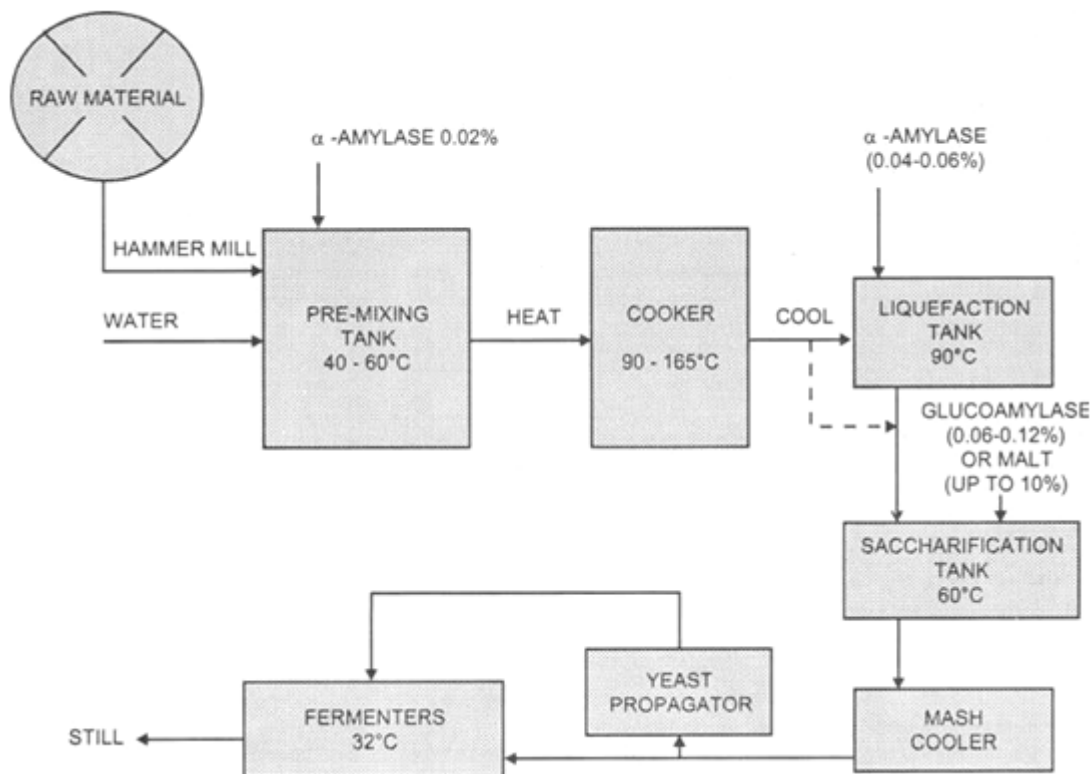 RAW MATERIAL
α -AMYLASE 0.02%
α -AMYLASE
(0.04-0.06%)
HAMMER MILL
WATER
PRE-MIXING
TANK
40 - 60°C
HEAT
COOKER
90 - 165°C
COOL
LIQUEFACTION
TANK
90°C
GLUCOAMYLASE
(0.06-0.12%)
OR MALT
(UP TO 10%)
SACCHARIFICATION
TANK
60°C
MASH
COOLER
YEAST
PROPAGATOR
FERMENTERS
32°C
STILL